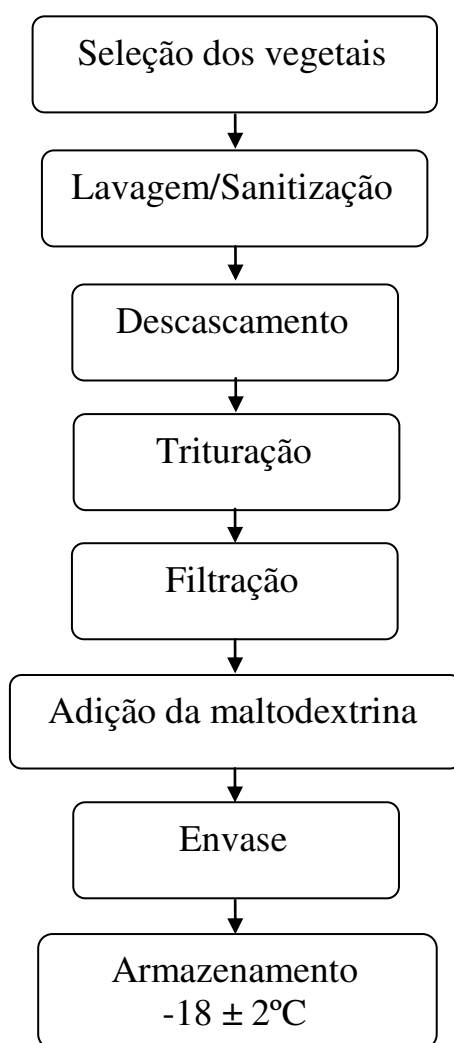 Seleção dos vegetais
Lavagem/Sanitização
Descascamento
Trituração
Filtração
Adição da maltodextrina
Envase
Armazenamento
-18 ± 2ºC